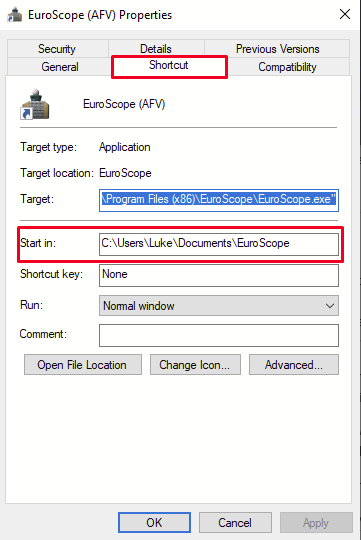 EuroScope (AFV) Properties
Security Details Previous Versions
General Shortcut Compatibility
EuroScope (AFV)
Target type: Application
Target location: EuroScope
Target: \Program Files (x86)\EuroScope\EuroScope.exe"
Start in: C:\Users\Luke\Documents\EuroScope
Shortcut key: None
Run: Normal window
Comment:
Open File Location Change Icon... Advanced...
OK Cancel Apply